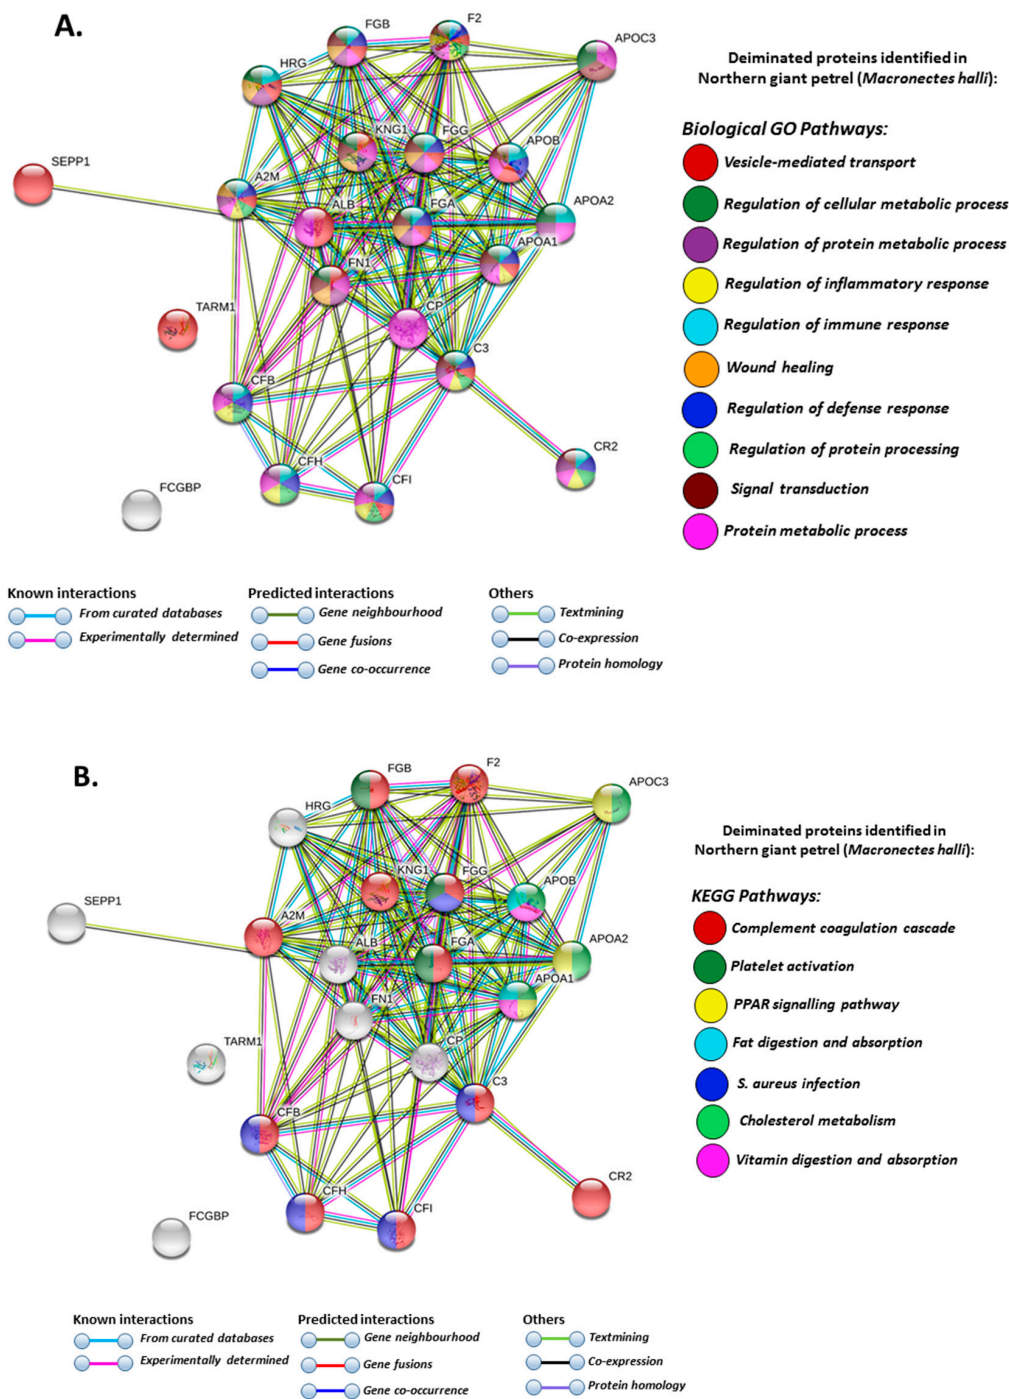 A.
FGB
F2
APOC3
HRG
KNG1
FGG
APOB
SEPP1
A2M
ALB
FGA
APOA2
APOA1
FN1
TARM1
CP
C3
CFB
CR2
CFH
CFI
FCGBP
Deiminated proteins identified in
Northern giant petrel (Macronectes halli):
Biological GO Pathways:
Vesicle-mediated transport
Regulation of cellular metabolic process
Regulation of protein metabolic process
Regulation of inflammatory response
Regulation of immune response
Wound healing
Regulation of defense response
Regulation of protein processing
Signal transduction
Protein metabolic process
Known interactions
From curated databases
Experimentally determined
Predicted interactions
Gene neighbourhood
Gene fusions
Gene co-occurrence
Others
Textmining
Co-expression
Protein homology
B.
FGB
F2
APOC3
HRG
KNG1
FGG
APOB
SEPP1
A2M
ALB
FGA
APOA2
APOA1
FN1
TARM1
CP
C3
CFB
CR2
CFH
CFI
FCGBP
Deiminated proteins identified in
Northern giant petrel (Macronectes halli):
KEGG Pathways:
Complement coagulation cascade
Platelet activation
PPAR signalling pathway
Fat digestion and absorption
S. aureus infection
Cholesterol metabolism
Vitamin digestion and absorption
Known interactions
From curated databases
Experimentally determined
Predicted interactions
Gene neighbourhood
Gene fusions
Gene co-occurrence
Others
Textmining
Co-expression
Protein homology